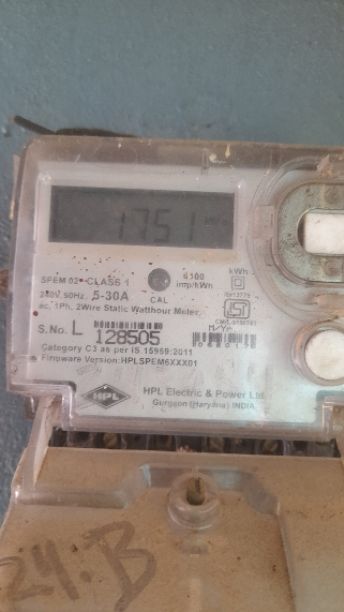 1751
SPEM 02 CLASS 1
240V, 50Hz, 5-30A
CAL
imp/kWh
kWh
ac, 1Ph, 2Wire Static Watthour Meter
S.No. L 128505
M/Yr.
Category C3 as per IS 15959:2011
Firmware Version:HPLSPEM6XXX01
HPL
HPL Electric & Power Ltd.
Gurgaon (Haryana) INDIA
24.B